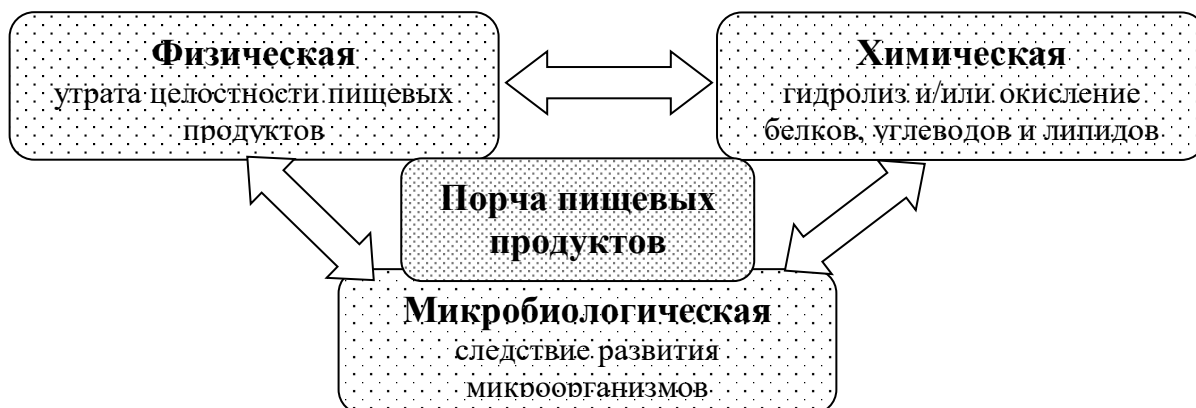 Физическая
утрата целостности пищевых
продуктов
Химическая
гидролиз и/или окисление
белков, углеводов и липидов
Порча пищевых
продуктов
Микробиологическая
следствие развития
микроорганизмов